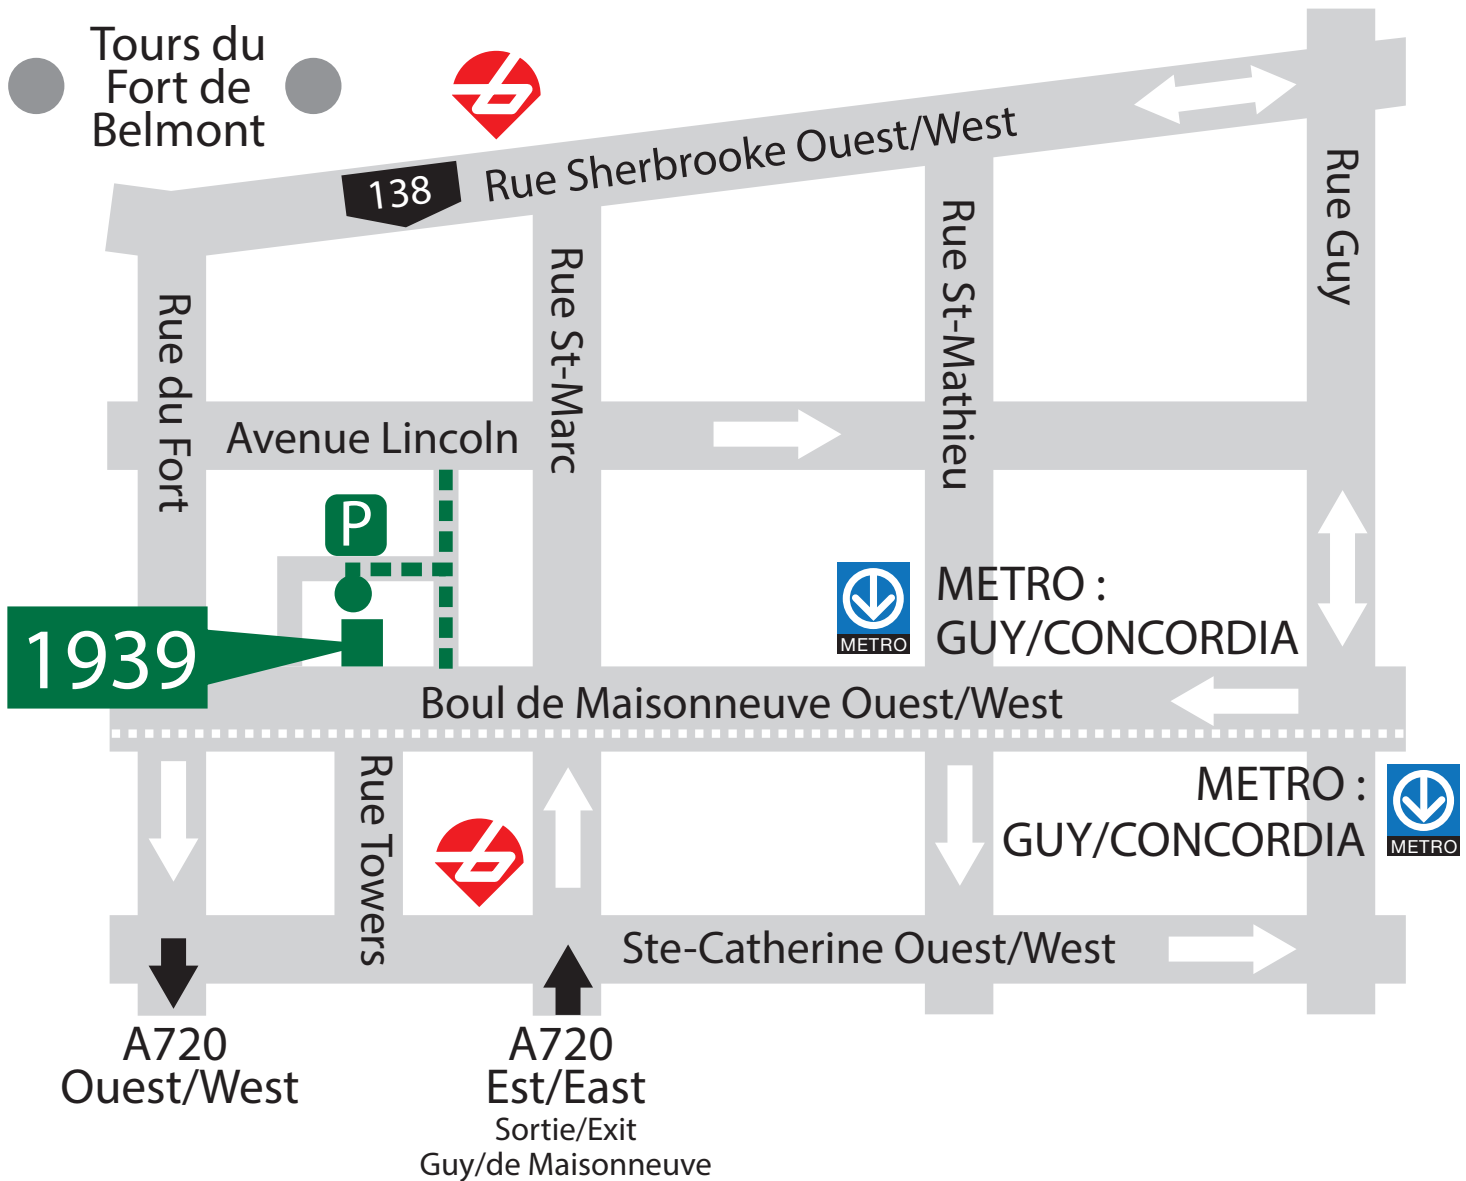 Tours du
Fort de
Belmont
138
Rue Sherbrooke Ouest/West
Rue Guy
Rue St-Mathieu
Rue St-Marc
Rue du Fort
Avenue Lincoln
P
METRO :
GUY/CONCORDIA
METRO
1939
Boul de Maisonneuve Ouest/West
Rue Towers
METRO :
GUY/CONCORDIA
METRO
Ste-Catherine Ouest/West
A720
Ouest/West
A720
Est/East
Sortie/Exit
Guy/de Maisonneuve